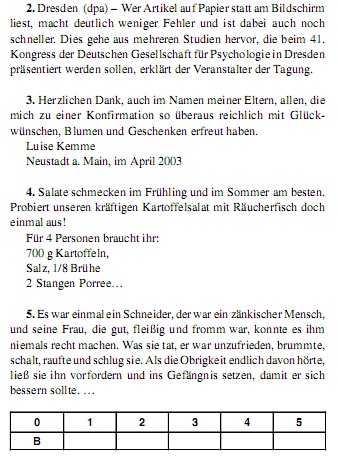 2. Dresden (dpa) – Wer Artikel auf Papier statt am Bildschirm
liest, macht deutlich weniger Fehler und ist dabei auch noch
schneller. Dies gehe aus mehreren Studien hervor, die beim 41.
Kongress der Deutschen Gesellschaft für Psychologie in Dresden
präsentiert werden sollen, erklärt der Veranstalter der Tagung.
3. Herzlichen Dank, auch im Namen meiner Eltern, allen, die
mich zu einer Konfirmation so überaus reichlich mit Glück-
wünschen, Blumen und Geschenken erfreut haben.
Luise Kemme
Neustadt a. Main, im April 2003
4. Salate schmecken im Frühling und im Sommer am besten.
Probiert unseren kräftigen Kartoffelsalat mit Räucherfisch doch
einmal aus!
Für 4 Personen braucht ihr:
700 g Kartoffeln,
Salz, 1/8 Brühe
2 Stangen Porree…
5. Es war einmal ein Schneider, der war ein zänkischer Mensch,
und seine Frau, die gut, fleißig und fromm war, konnte es ihm
niemals recht machen. Was sie tat, er war unzufrieden, brummte,
schalt, raufte und schlug sie. Als die Obrigkeit endlich davon hörte,
ließ sie ihn vorfordern und ins Gefängnis setzen, damit er sich
bessern sollte. …
0 1 2 3 4 5
B